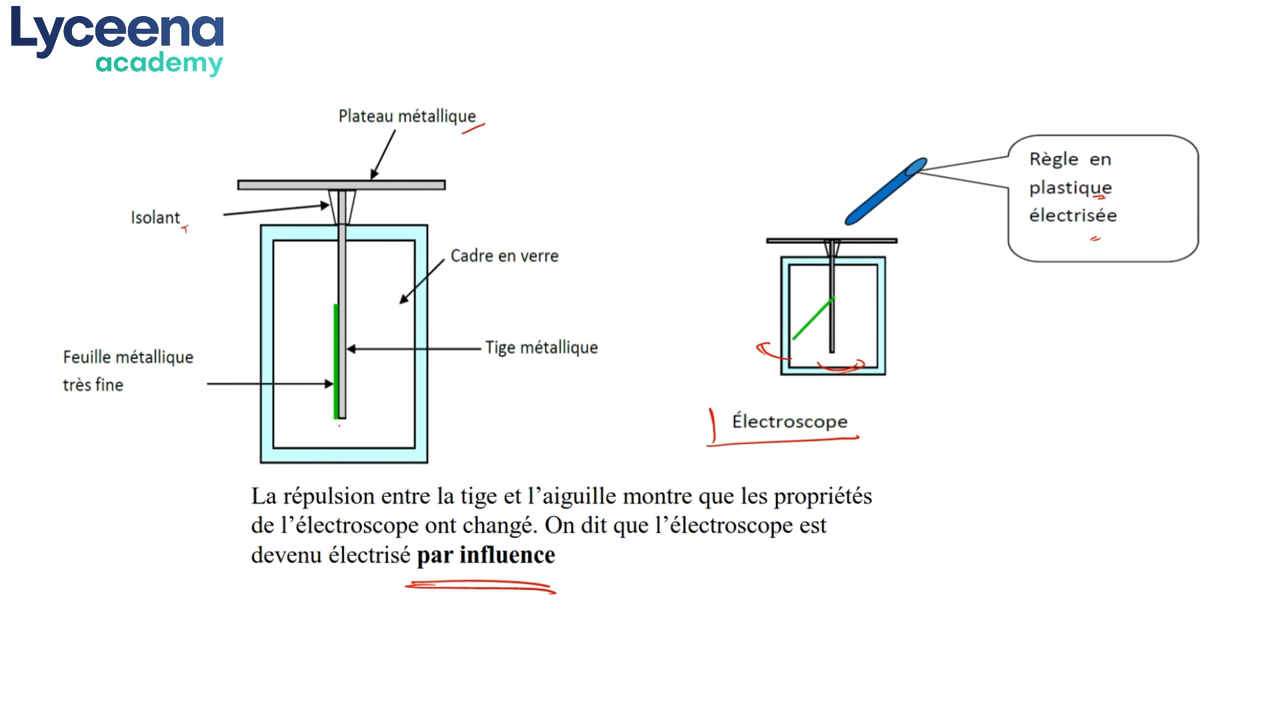 Lyceena
academy
Plateau métallique
Isolant
Cadre en verre
Feuille métallique
très fine
Tige métallique
Règle en
plastique
électrisée
Électroscope
La répulsion entre la tige et l’aiguille montre que les propriétés
de l’électroscope ont changé. On dit que l’électroscope est
devenu électrisé par influence